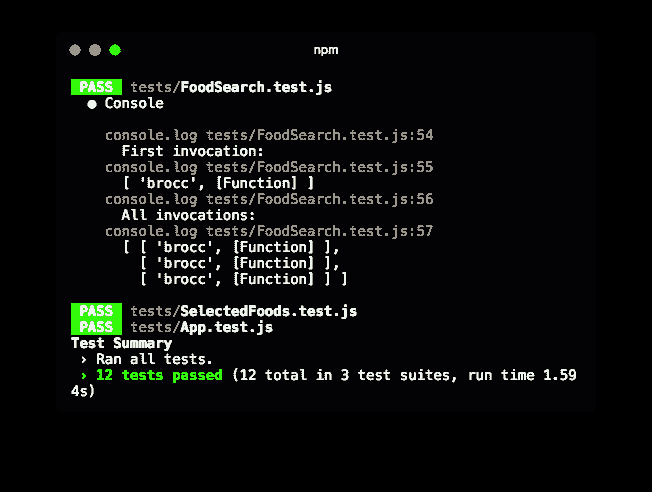 npm
PASS tests/FoodSearch.test.js
● Console
console.log tests/FoodSearch.test.js:54
First invocation:
console.log tests/FoodSearch.test.js:55
[ 'brocc', [Function] ]
console.log tests/FoodSearch.test.js:56
All invocations:
console.log tests/FoodSearch.test.js:57
[ [ 'brocc', [Function] ],
[ 'brocc', [Function] ],
[ 'brocc', [Function] ] ]
PASS tests/SelectedFoods.test.js
PASS tests/App.test.js
Test Summary
› Ran all tests.
› 12 tests passed (12 total in 3 test suites, run time 1.59
4s)